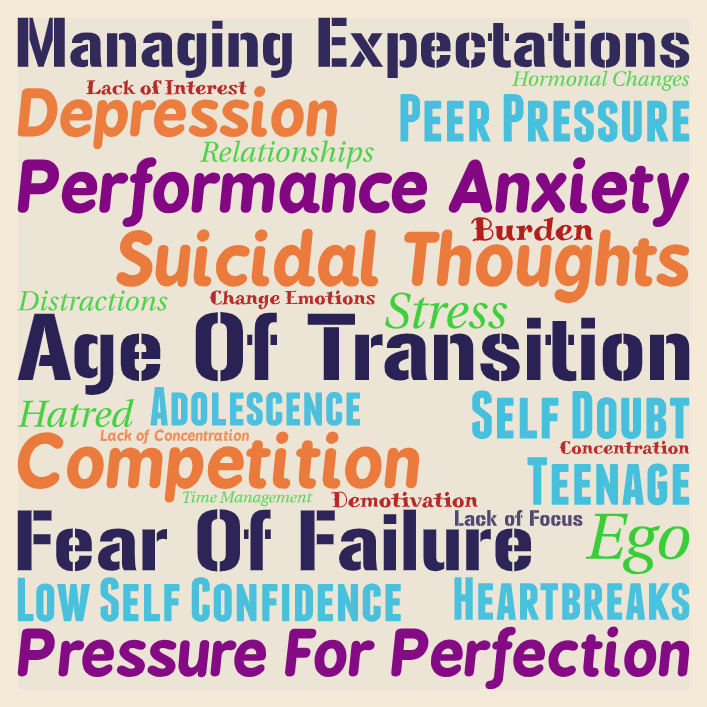 Managing Expectations
Hormonal Changes
Lack of Interest
Depression
Peer Pressure
Relationships
Performance Anxiety
Burden
Suicidal Thoughts
Distractions
Change Emotions
Stress
Age Of Transition
Hatred
Adolescence
Self Doubt
Lack of Concentration
Competition
Concentration
Teenage
Time Management
Demotivation
Lack of Focus
Fear Of Failure
Ego
Low Self Confidence
Heartbreaks
Pressure For Perfection